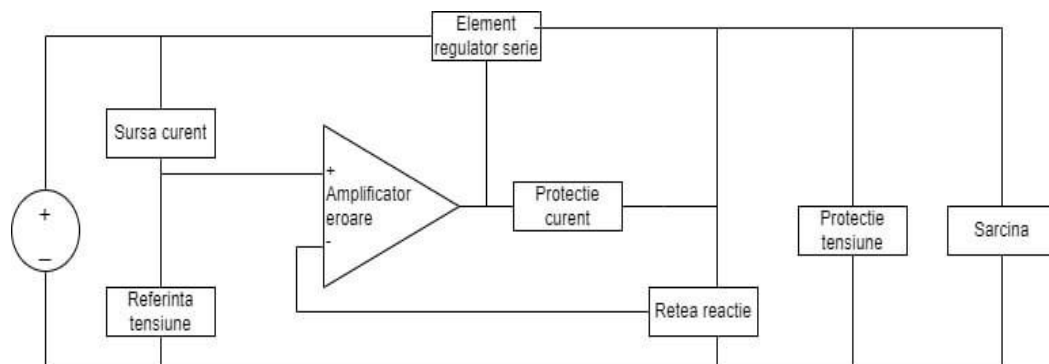 Element
regulator serie
Sursa curent
+
Amplificator
eroare
-
Protectie
curent
+
–
Protectie
tensiune
Sarcina
Referinta
tensiune
Retea reactie